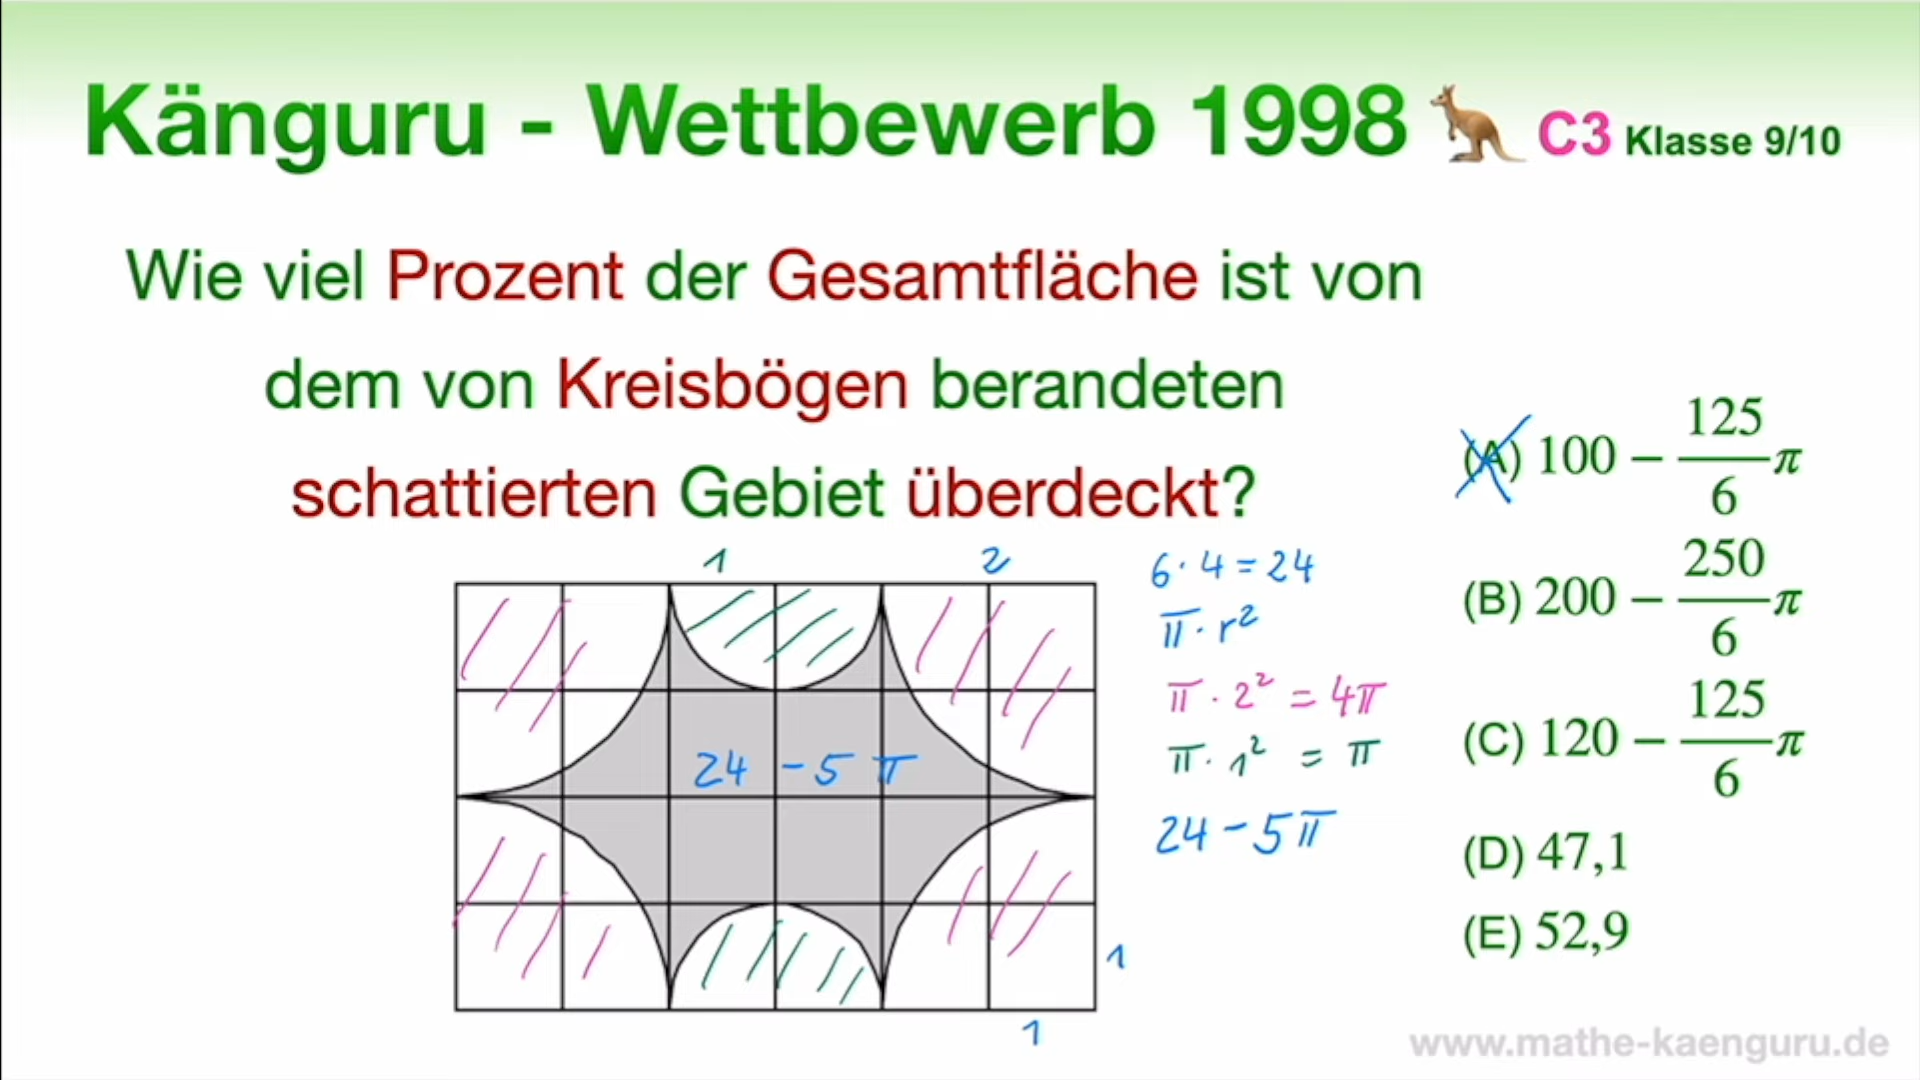 Känguru - Wettbewerb 1998 C3 Klasse 9/10
Wie viel Prozent der Gesamtfläche ist von
dem von Kreisbögen berandeten
schattierten Gebiet überdeckt?
(A) 100 − 125/6 π
(B) 200 − 250/6 π
(C) 120 − 125/6 π
(D) 47,1
(E) 52,9
1
2
6 · 4 = 24
π · r²
π · 2² = 4π
π · 1² = π
24 − 5π
24 − 5π
1
1
www.mathe-kaenguru.de